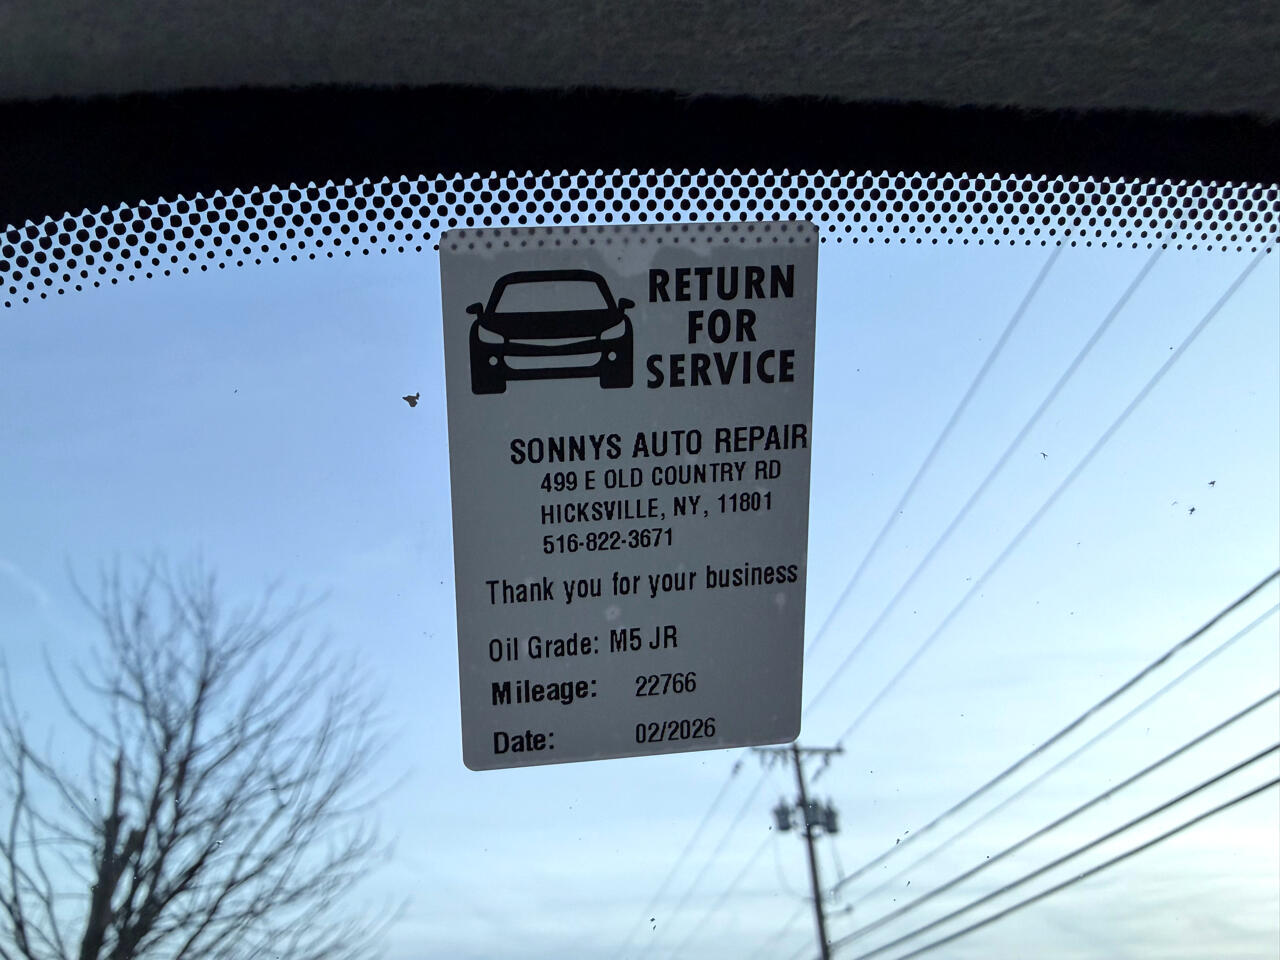 RETURN
FOR
SERVICE
SONNYS AUTO REPAIR
499 E OLD COUNTRY RD
HICKSVILLE, NY, 11801
516-822-3671
Thank you for your business
Oil Grade: M5 JR
Mileage: 22766
Date: 02/2026